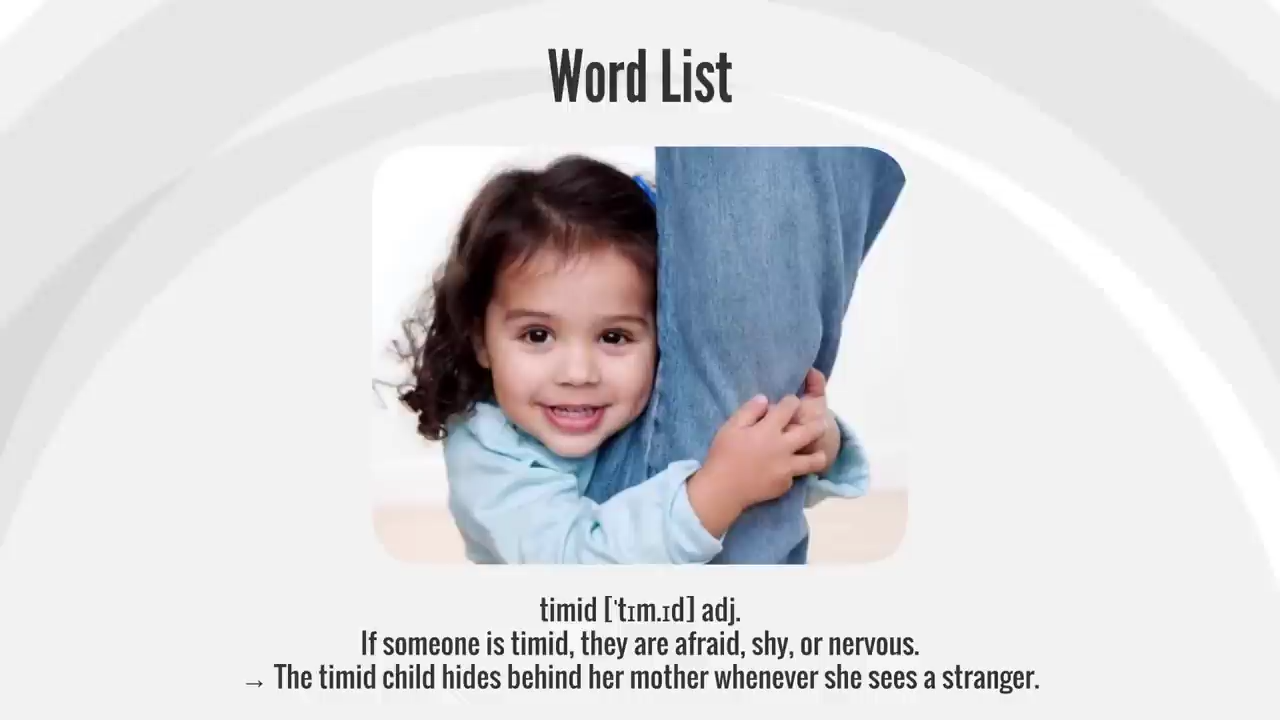 Word List
timid [ˈtɪm.ɪd] adj.
If someone is timid, they are afraid, shy, or nervous.
→ The timid child hides behind her mother whenever she sees a stranger.